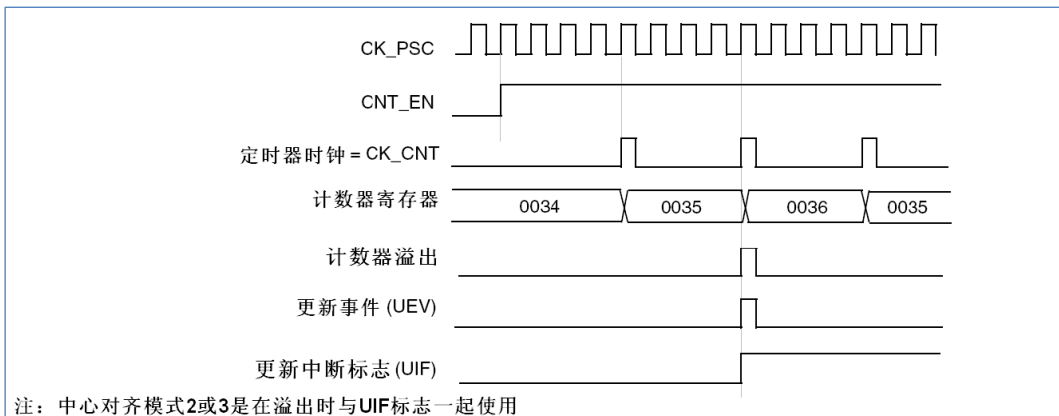 CK_PSC
CNT_EN
定时器时钟 = CK_CNT
计数器寄存器
0034 0035 0036 0035
计数器溢出
更新事件 (UEV)
更新中断标志 (UIF)
注：中心对齐模式2或3是在溢出时与UIF标志一起使用